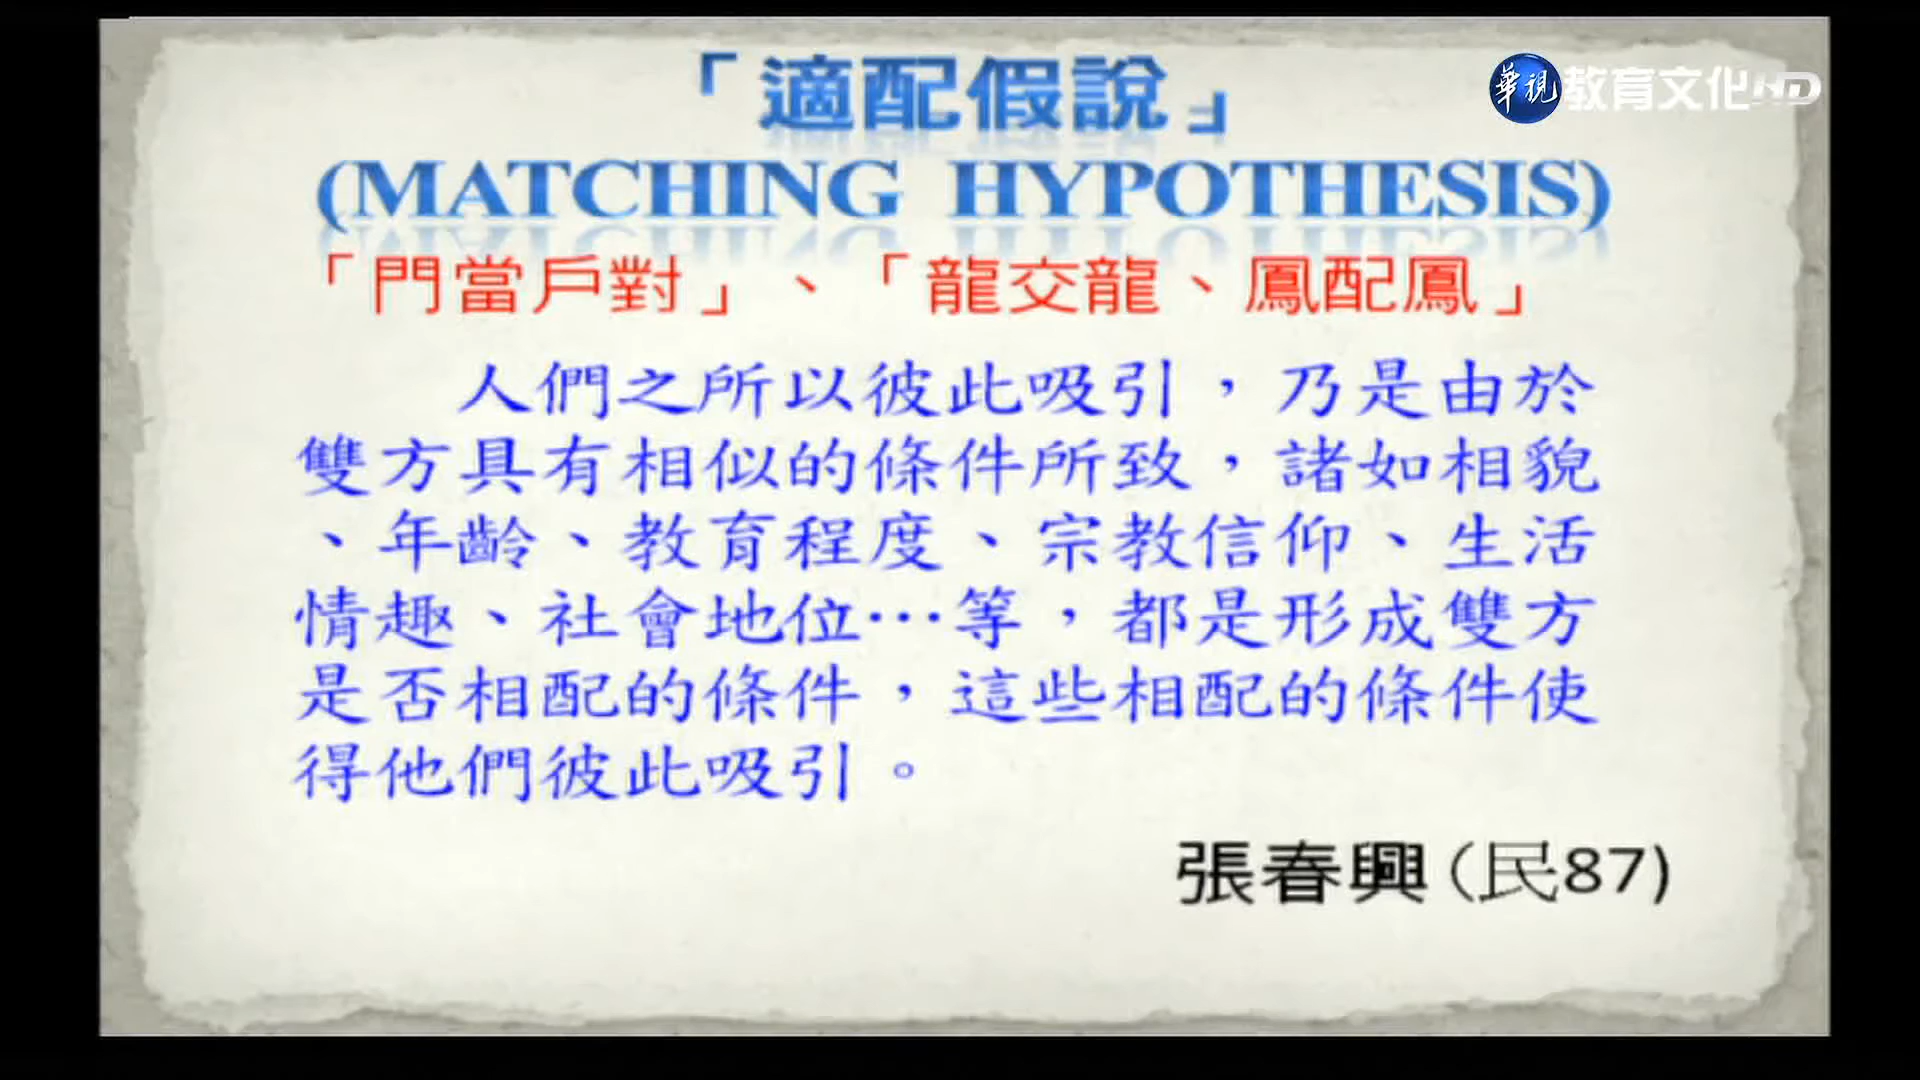 「適配假說」
華視 教育文化HD
(MATCHING HYPOTHESIS)
「門當戶對」、「龍交龍、鳳配鳳」
人們之所以彼此吸引，乃是由於
雙方具有相似的條件所致，諸如相貌
、年齡、教育程度、宗教信仰、生活
情趣、社會地位…等，都是形成雙方
是否相配的條件，這些相配的條件使
得他們彼此吸引。
張春興(民87)